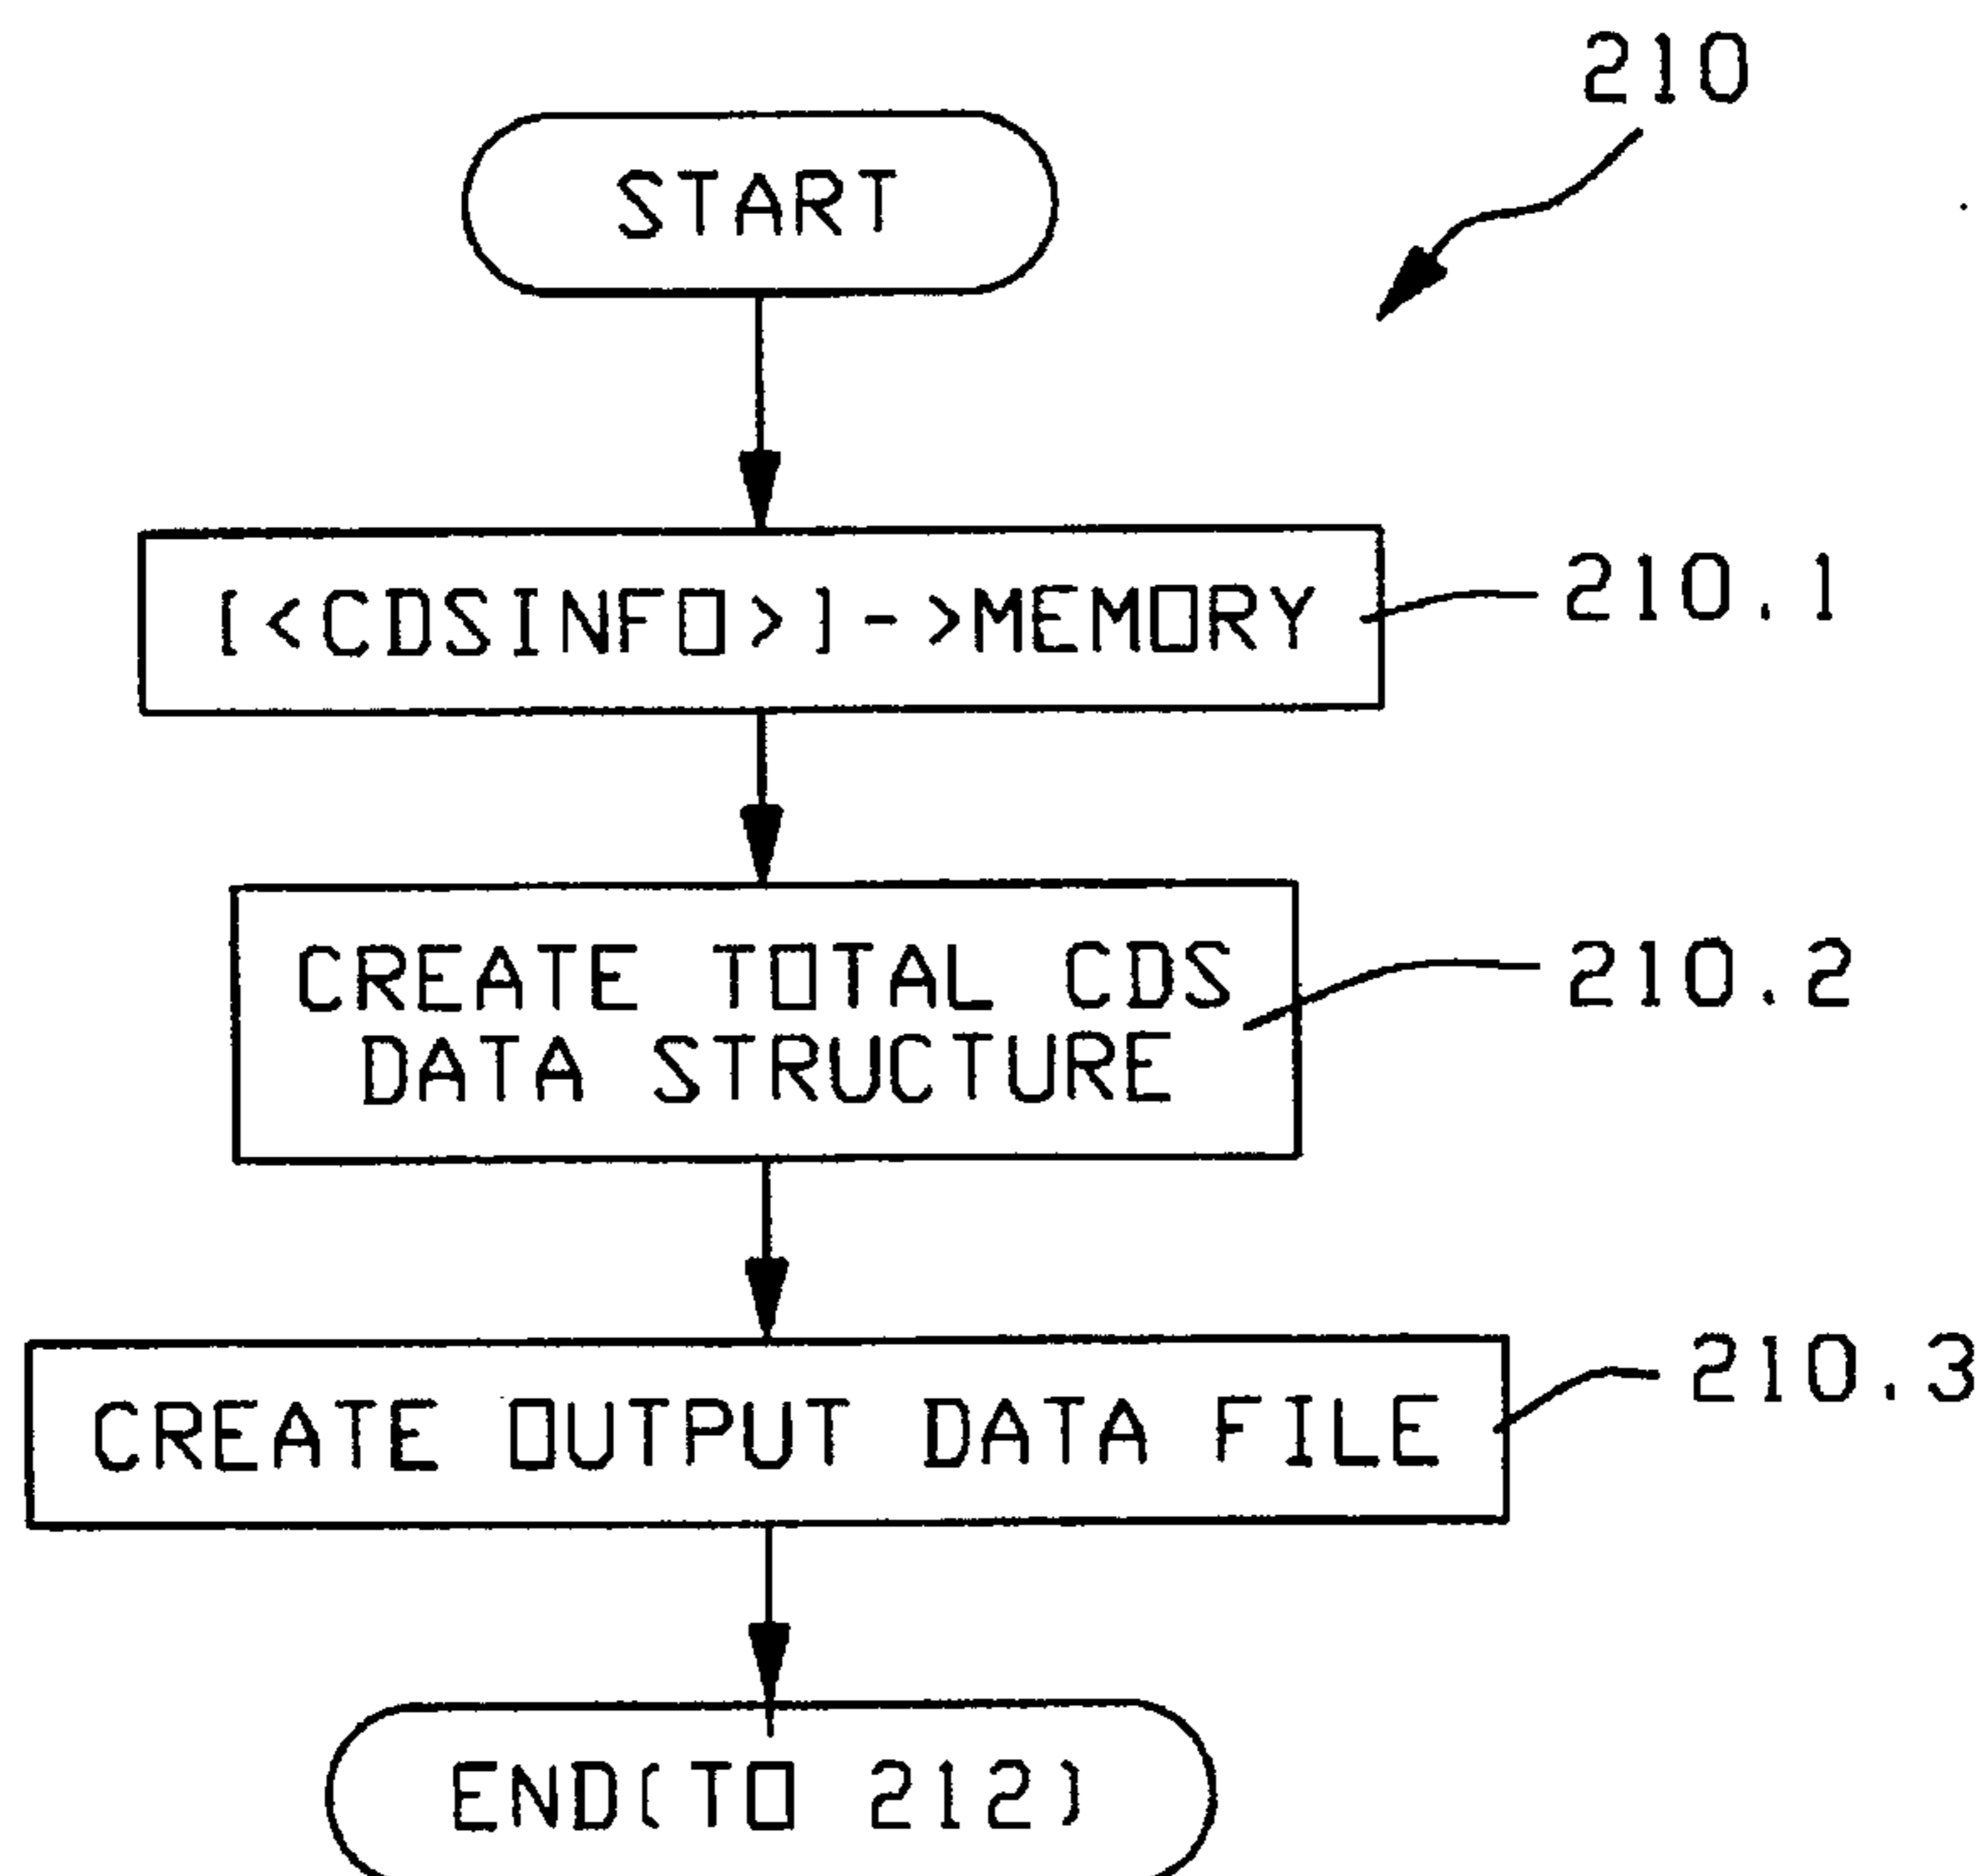 210
START
[<CDSINFO>]->MEMORY
210.1
CREATE TOTAL CDS
DATA STRUCTURE
210.2
CREATE OUTPUT DATA FILE
210.3
END(TO 212)